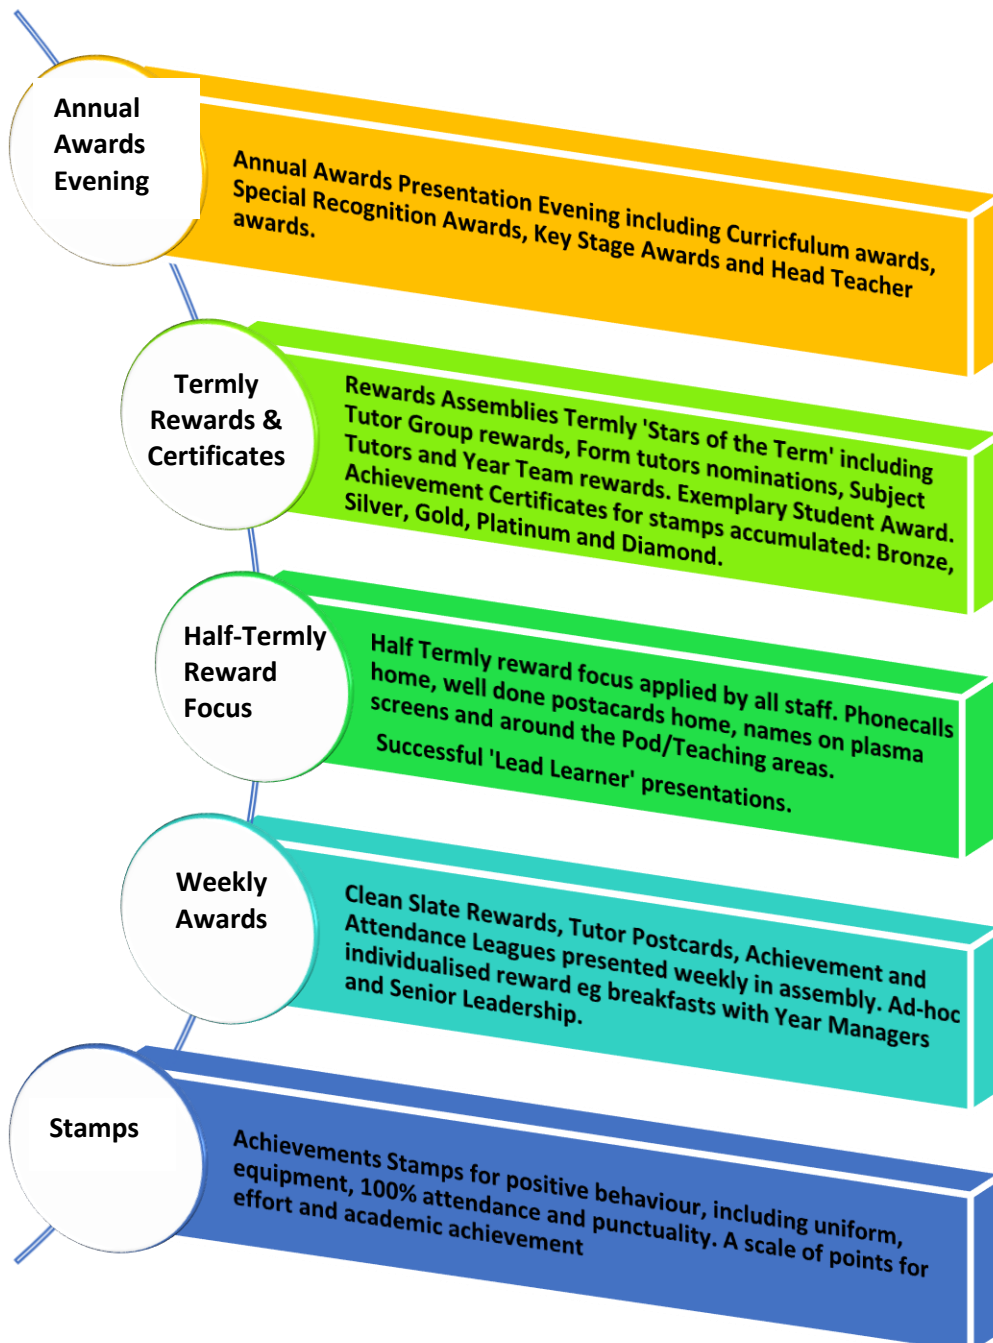 Annual
Awards
Evening
Annual Awards Presentation Evening including Curricfulum awards,
Special Recognition Awards, Key Stage Awards and Head Teacher
awards.
Termly
Rewards &
Certificates
Rewards Assemblies Termly 'Stars of the Term' including
Tutor Group rewards, Form tutors nominations, Subject
Tutors and Year Team rewards. Exemplary Student Award.
Achievement Certificates for stamps accumulated: Bronze,
Silver, Gold, Platinum and Diamond.
Half-Termly
Reward
Focus
Half Termly reward focus applied by all staff. Phonecalls
home, well done postacards home, names on plasma
screens and around the Pod/Teaching areas.
Successful 'Lead Learner' presentations.
Weekly
Awards
Clean Slate Rewards, Tutor Postcards, Achievement and
Attendance Leagues presented weekly in assembly. Ad-hoc
individualised reward eg breakfasts with Year Managers
and Senior Leadership.
Stamps
Achievements Stamps for positive behaviour, including uniform,
equipment, 100% attendance and punctuality. A scale of points for
effort and academic achievement